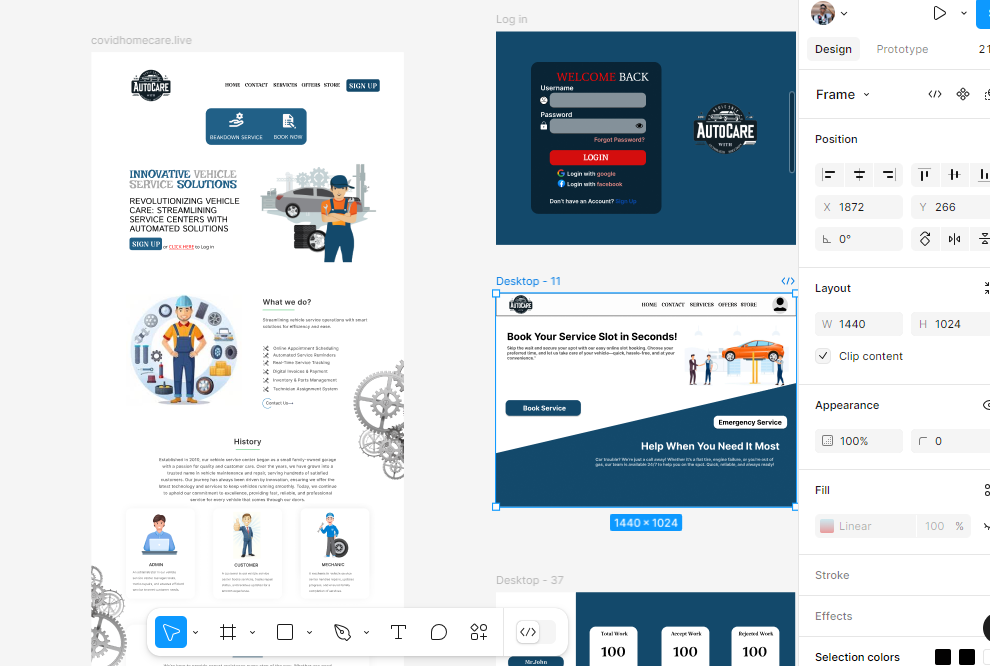 covidhomecare.live
AUTOCARE
HOME CONTACT SERVICES OFFERS STORE SIGN UP
BEAKDOWN SERVICE BOOK NOW
INNOVATIVE VEHICLE
SERVICE SOLUTIONS
REVOLUTIONIZING VEHICLE
CARE: STREAMLINING
SERVICE CENTERS WITH
AUTOMATED SOLUTIONS
SIGN UP or CLICK HERE to Log in
What we do?
Streamlining vehicle service operations with smart
solutions for efficiency and ease.
Online Appointment Scheduling
Automated Service Reminders
Real-Time Service Tracking
Digital Invoices & Payment
Inventory & Parts Management
Technician Assignment System
Contact Us
History
Established in 2010, our vehicle service center began as a small family-owned garage
with a passion for quality and customer care. Over the years, we have grown into a
trusted name in vehicle maintenance and repair, serving hundreds of satisfied
customers. Our journey has always been driven by innovation, ensuring we offer the
latest technology and services to keep vehicles running smoothly. Today, we continue
to uphold our commitment to excellence, providing fast, reliable, and professional
service for every vehicle that comes through our doors.
ADMIN
CUSTOMER
MECHANIC
Log in
WELCOME BACK
Username
Password
Forgot Password?
LOGIN
Login with google
Login with facebook
Don't have an Account? Sign Up
AUTOCARE
WITH
Desktop - 11
AUTOCARE
HOME CONTACT SERVICES OFFERS STORE
Book Your Service Slot in Seconds!
Skip the wait and secure your spot with our easy online slot booking. Choose your
preferred time, and let us take care of your vehicle—quick, hassle-free, and at your
convenience."
Book Service
Emergency Service
Help When You Need It Most
Car trouble? We're just a call away! Whether it's a flat tire, engine failure, or you're out of
gas, our team is available 24/7 to help you on the spot. Quick, reliable, and always ready!
1440 × 1024
Desktop - 37
Total Work
100
Accept Work
100
Rejected Work
100
Mr.John
Design
Prototype
21
Frame
Position
X 1872
Y 266
0°
Layout
W 1440
H 1024
Clip content
Appearance
100%
0
Fill
Linear 100 %
Stroke
Effects
Selection colors